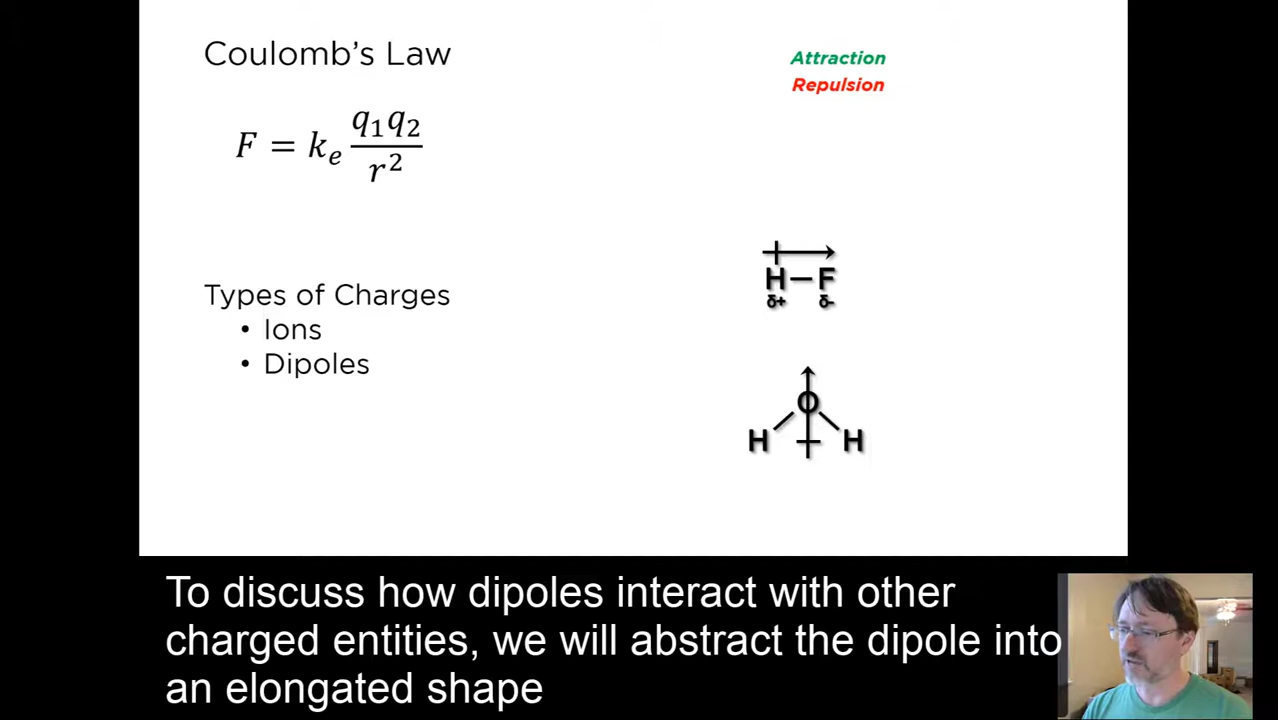 Coulomb's Law
Attraction
Repulsion
F = kₑ q₁q₂ / r²
H – F
δ+ δ-
Types of Charges
• Ions
• Dipoles
O
H H
To discuss how dipoles interact with other
charged entities, we will abstract the dipole into
an elongated shape